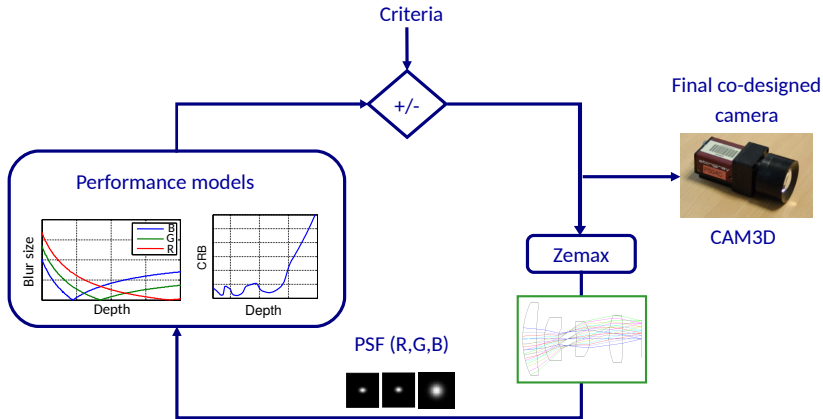 Criteria
+/-
Final co-designed
camera
CAM3D
Performance models
Blur size
B
G
R
Depth
CRB
Depth
Zemax
PSF (R,G,B)